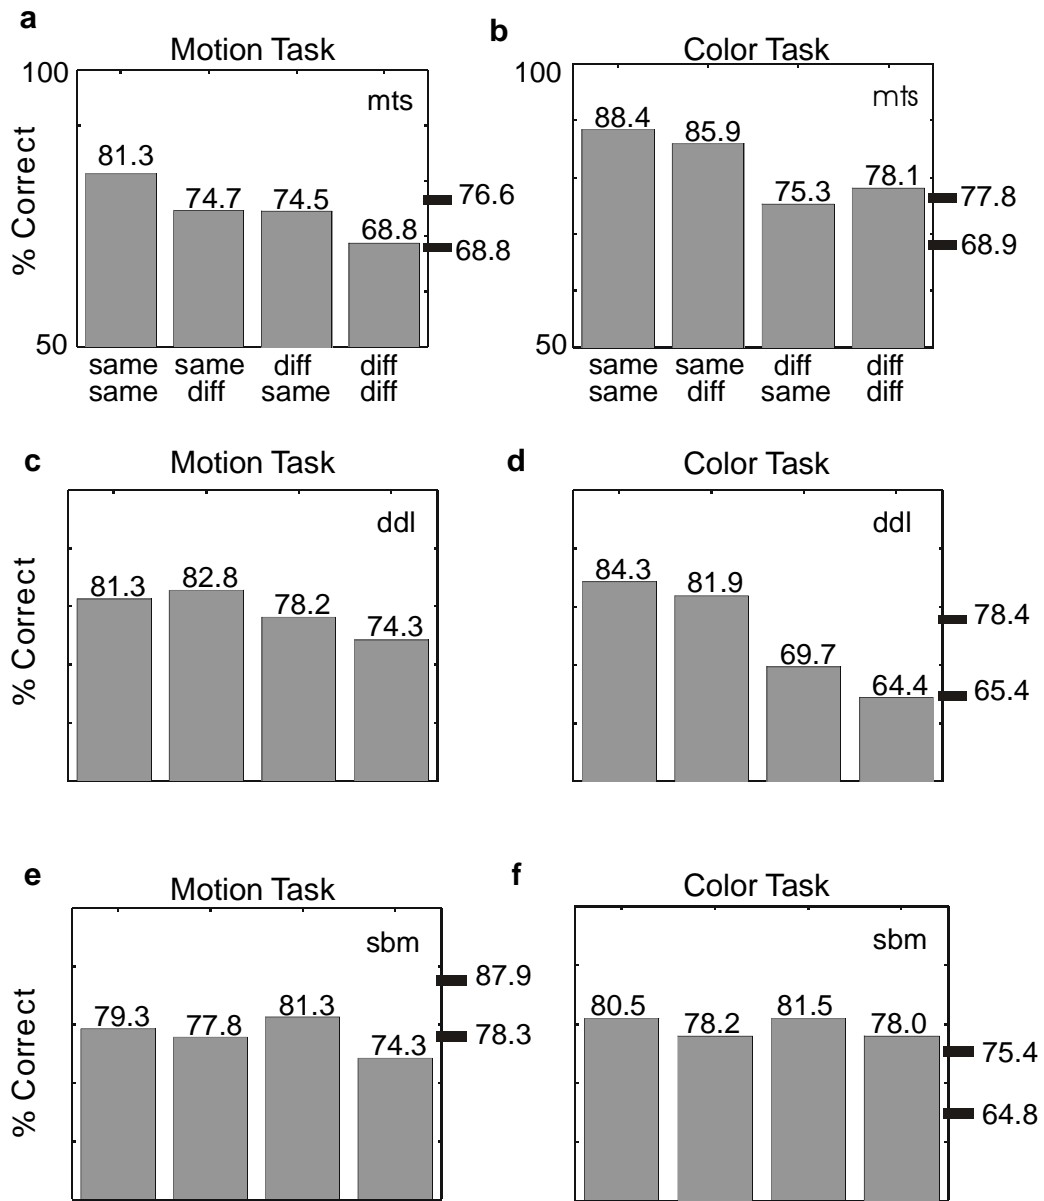 a
Motion Task
100
mts
% Correct
81.3
74.7
74.5
68.8
76.6
68.8
50
same same diff diff
same diff same diff
b
Color Task
100
mts
88.4
85.9
75.3
78.1
77.8
68.9
50
same same diff diff
same diff same diff
c
Motion Task
ddl
% Correct
81.3
82.8
78.2
74.3
d
Color Task
ddl
84.3
81.9
69.7
64.4
78.4
65.4
e
Motion Task
sbm
% Correct
79.3
77.8
81.3
74.3
87.9
78.3
f
Color Task
sbm
80.5
78.2
81.5
78.0
75.4
64.8